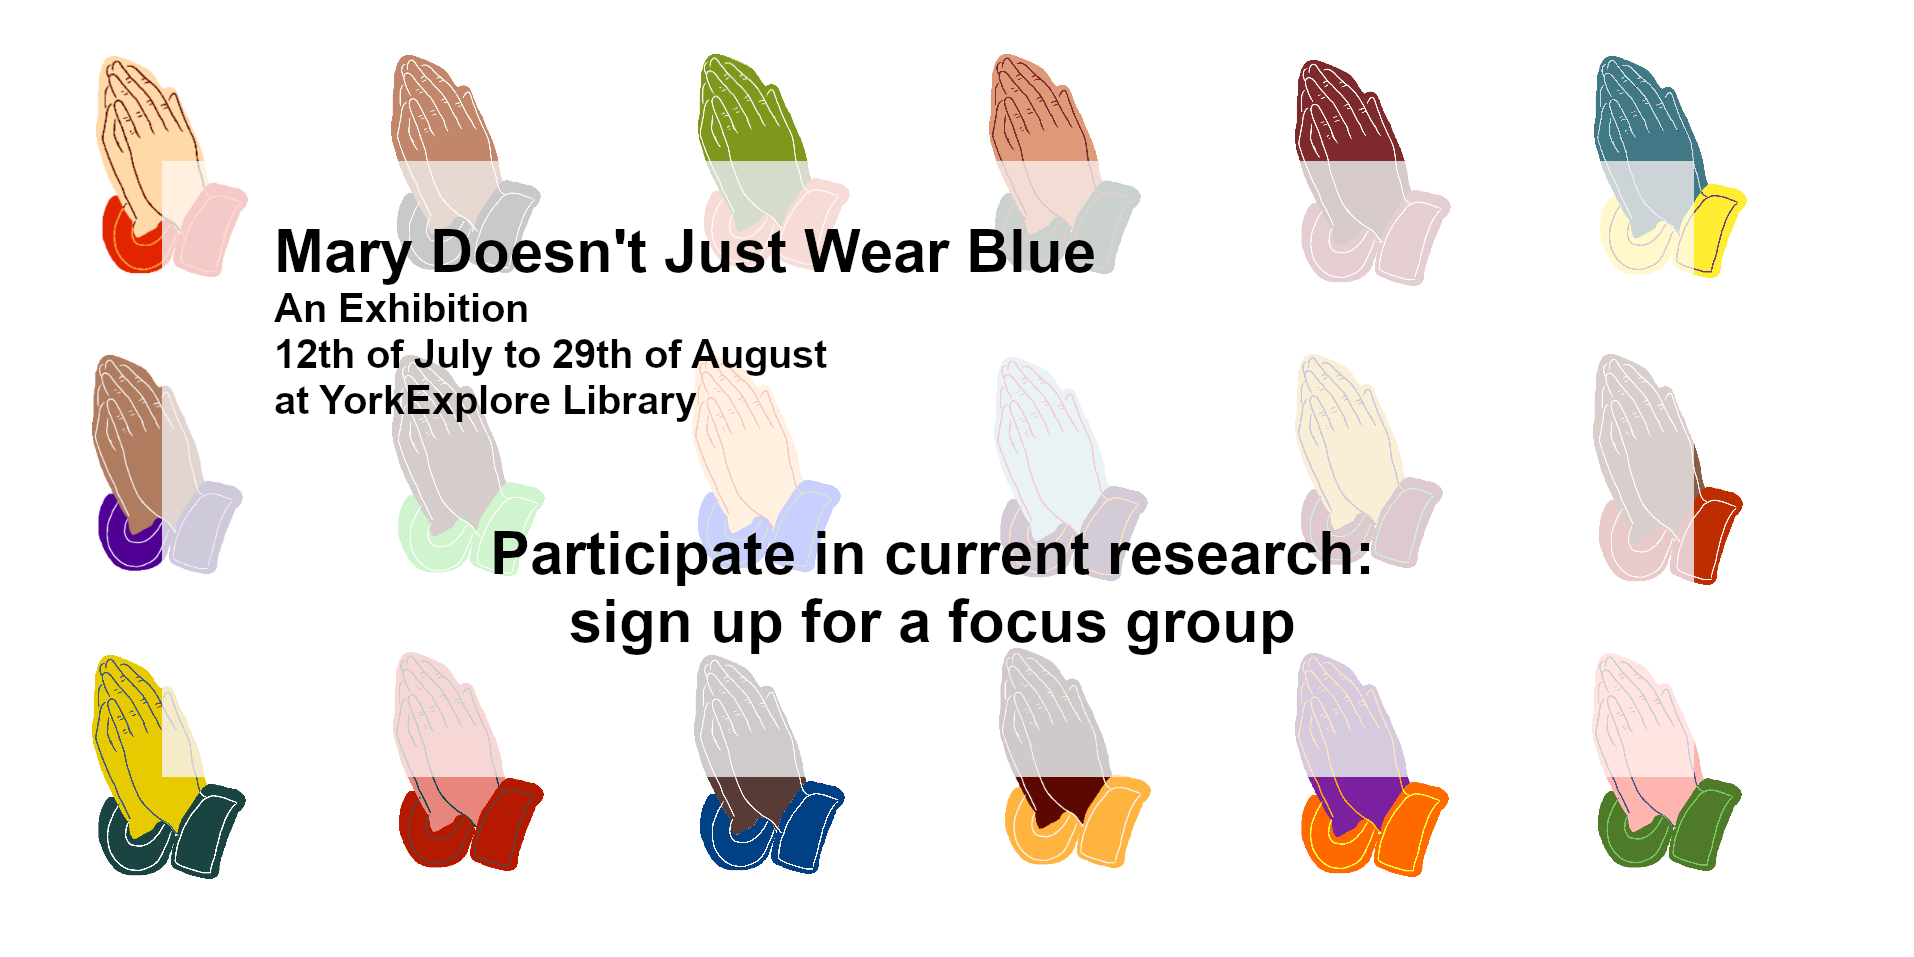 Mary Doesn't Just Wear Blue
An Exhibition
12th of July to 29th of August
at YorkExplore Library
Participate in current research:
sign up for a focus group